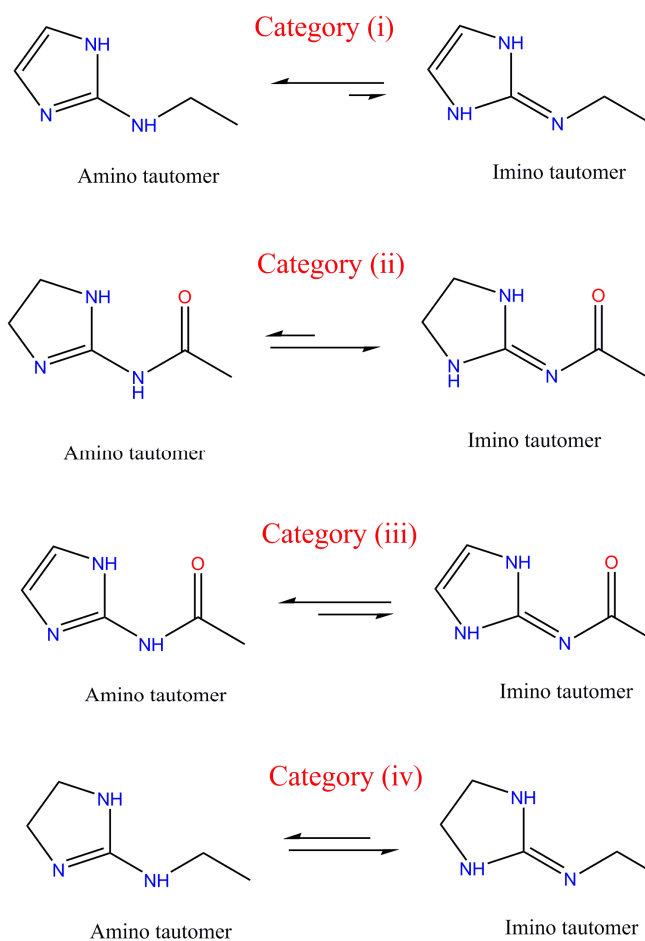 Category (i)
NH
N
NH
NH
NH
N
Amino tautomer
Imino tautomer
Category (ii)
NH
O
N
N
H
NH
O
N
H
N
Amino tautomer
Imino tautomer
Category (iii)
NH
O
N
NH
NH
O
NH
N
Amino tautomer
Imino tautomer
Category (iv)
NH
N
NH
NH
NH
N
Amino tautomer
Imino tautomer